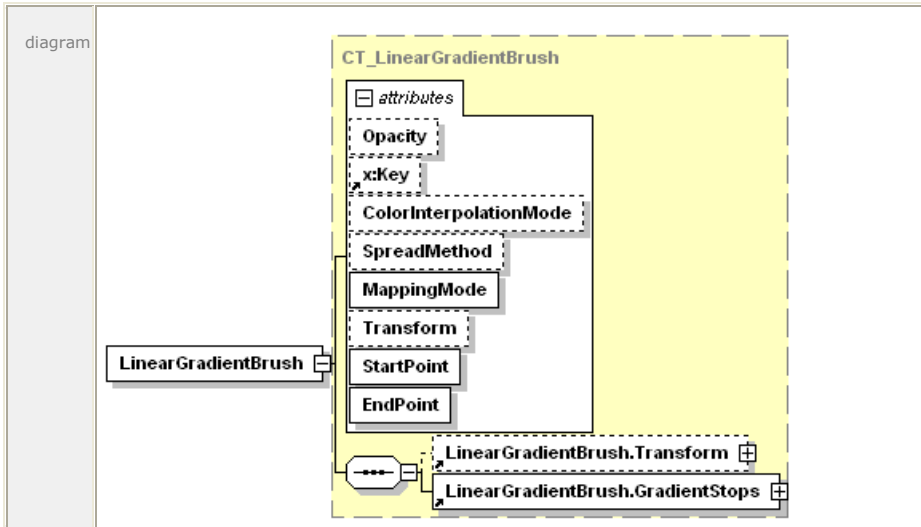 diagram
CT_LinearGradientBrush
attributes
Opacity
x:Key
ColorInterpolationMode
SpreadMethod
MappingMode
Transform
LinearGradientBrush
StartPoint
EndPoint
LinearGradientBrush.Transform
LinearGradientBrush.GradientStops